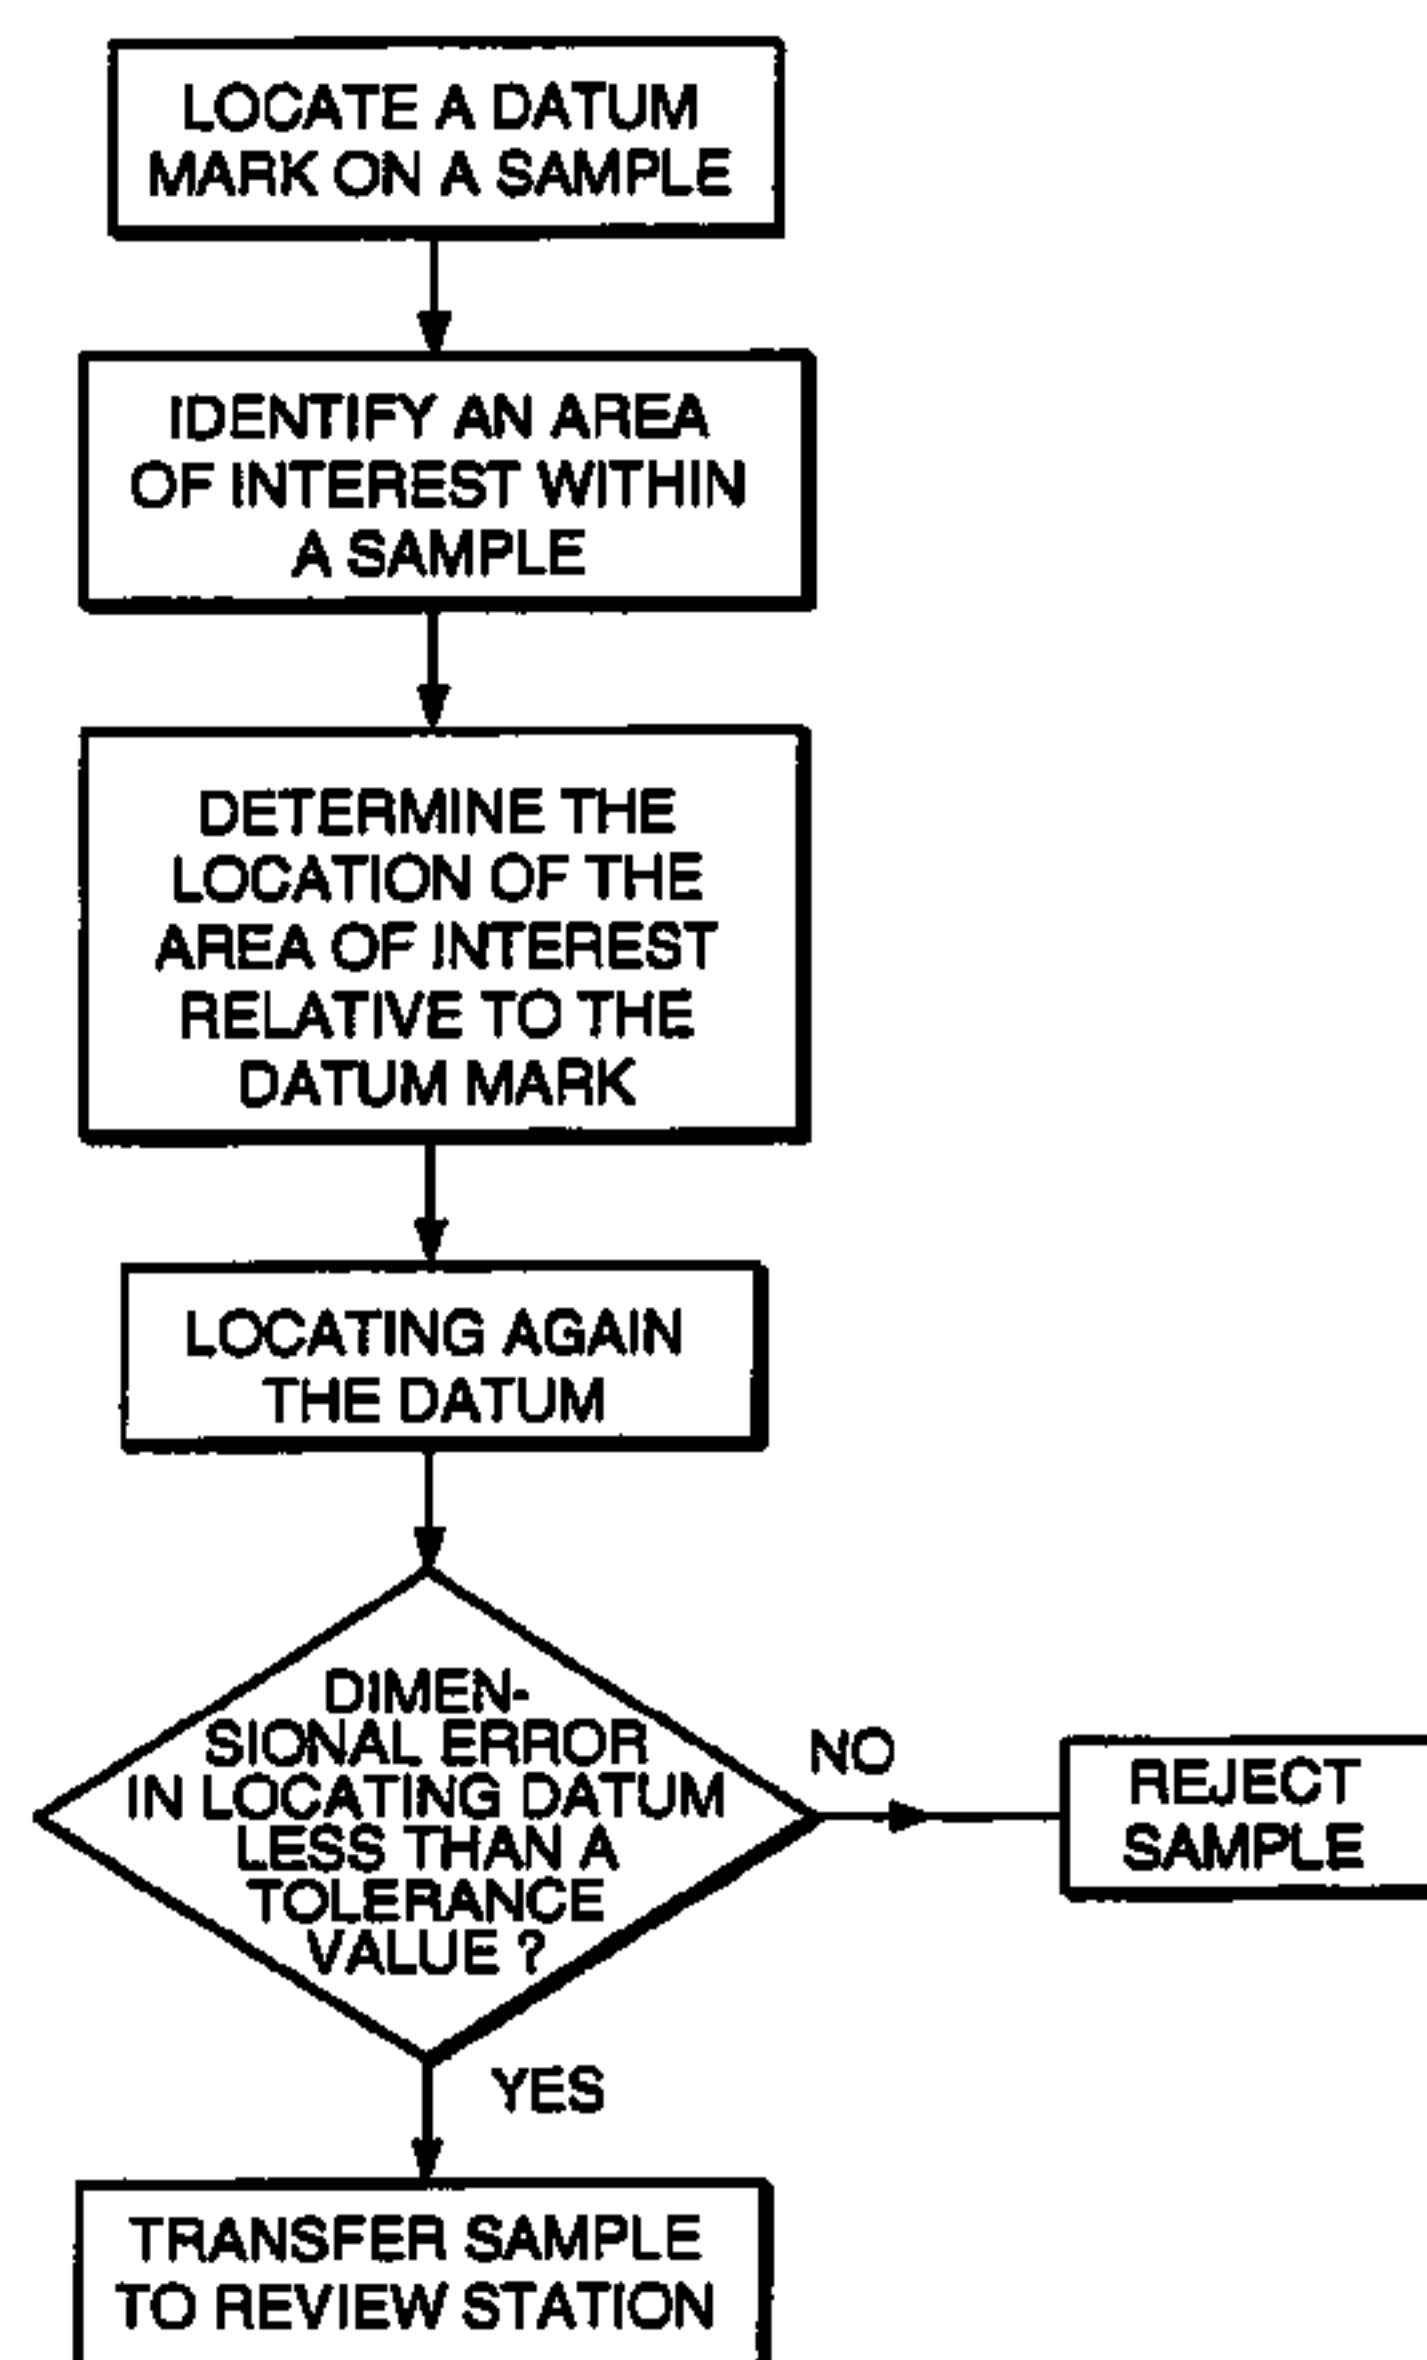 LOCATE A DATUM
MARK ON A SAMPLE
IDENTIFY AN AREA
OF INTEREST WITHIN
A SAMPLE
DETERMINE THE
LOCATION OF THE
AREA OF INTEREST
RELATIVE TO THE
DATUM MARK
LOCATING AGAIN
THE DATUM
DIMEN-
SIONAL ERROR
IN LOCATING DATUM
LESS THAN A
TOLERANCE
VALUE ?
NO
REJECT
SAMPLE
YES
TRANSFER SAMPLE
TO REVIEW STATION